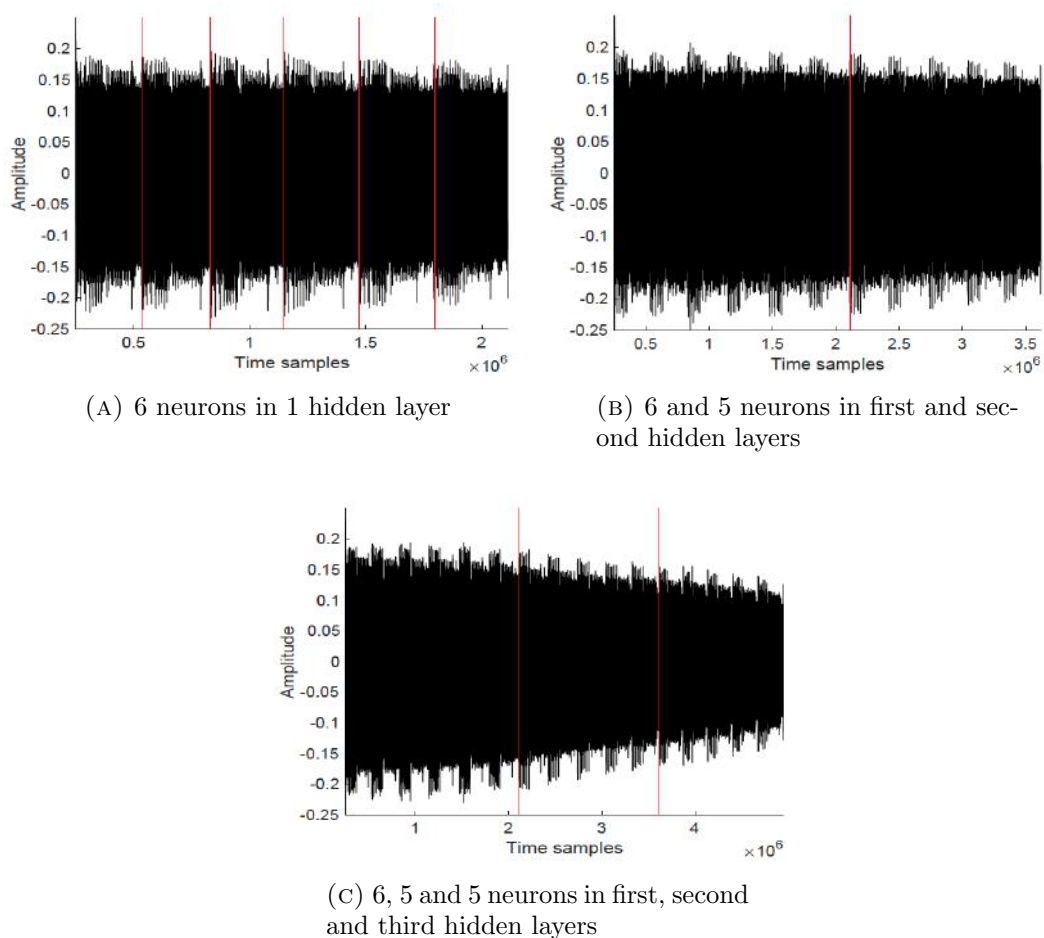 0.2
0.15
0.1
0.05
0
-0.05
-0.1
-0.15
-0.2
-0.25
Amplitude
0.5 1 1.5 2
Time samples
×10⁶
(A) 6 neurons in 1 hidden layer
0.2
0.15
0.1
0.05
0
-0.05
-0.1
-0.15
-0.2
-0.25
Amplitude
0.5 1 1.5 2 2.5 3 3.5
Time samples
×10⁶
(B) 6 and 5 neurons in first and sec-
ond hidden layers
0.2
0.15
0.1
0.05
0
-0.05
-0.1
-0.15
-0.2
-0.25
Amplitude
1 2 3 4
Time samples
×10⁶
(C) 6, 5 and 5 neurons in first, second
and third hidden layers